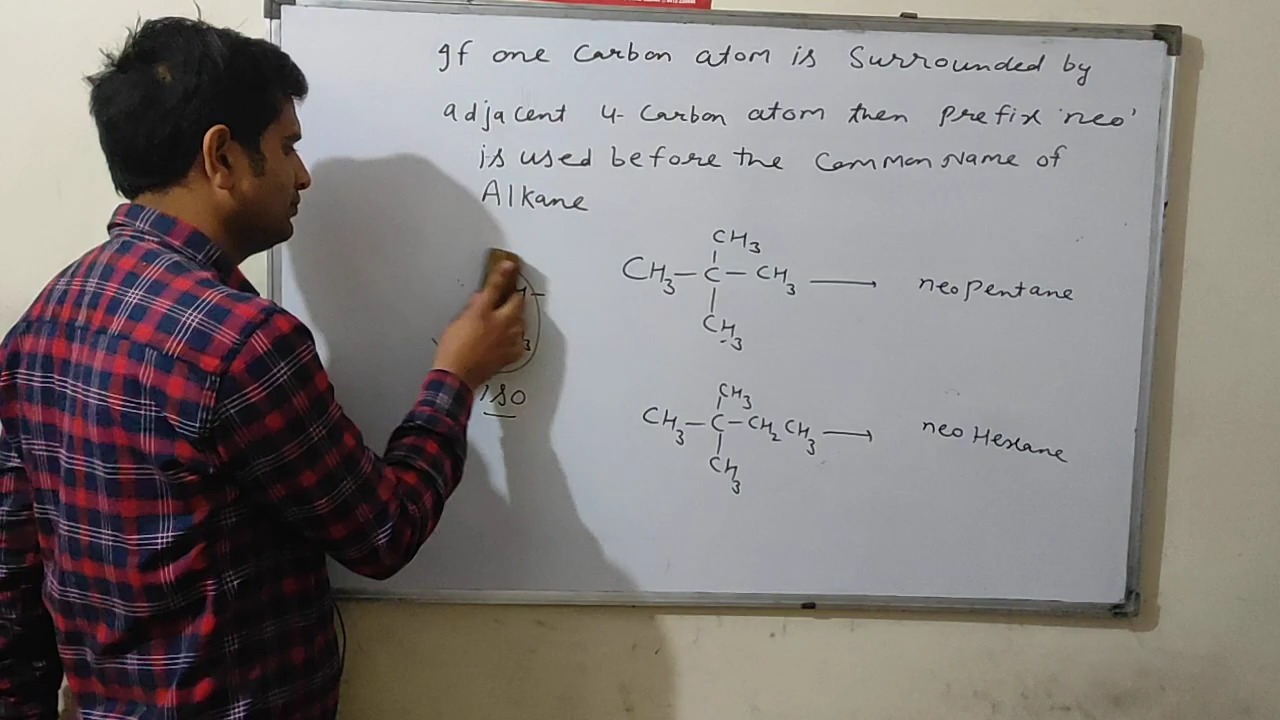 If one Carbon atom is Surrounded by
adjacent 4- Carbon atom then prefix 'neo'
is used before the Common Name of
Alkane
CH3
CH3-C-CH3 → neopentane
CH3
3
iso
CH3
CH3-C-CH2CH3 → neo Hexane
CH3